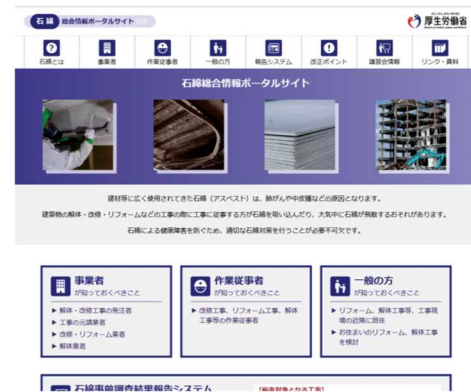 石綿 総合情報ポータルサイト
厚生労働省
石綿とは 事業者 作業従事者 一般の方 報告システム 改正ポイント 講習会情報 リンク・資料
石綿総合情報ポータルサイト
建材等に広く使用されてきた石綿（アスベスト）は、肺がんや中皮腫などの原因となります。
建築物の解体・改修・リフォームなどの工事の際に工事に従事する方が石綿を吸い込んだり、大気中に石綿が飛散するおそれがあります。
石綿による健康障害を防ぐため、適切な石綿対策を行うことが必要不可欠です。
事業者
が知っておくべきこと
▶ 解体・改修工事の発注者
▶ 工事の元請業者
▶ 改修・リフォーム業者
▶ 解体業者
作業従事者
が知っておくべきこと
▶ 改修工事、リフォーム工事、解体
工事等の作業従事者
一般の方
が知っておくべきこと
▶ リフォーム、解体工事等、工事現
場の近隣に居住
▶ お住まいのリフォーム、解体工事
を検討
石綿事前調査結果報告システム
【報告対象となる工事】